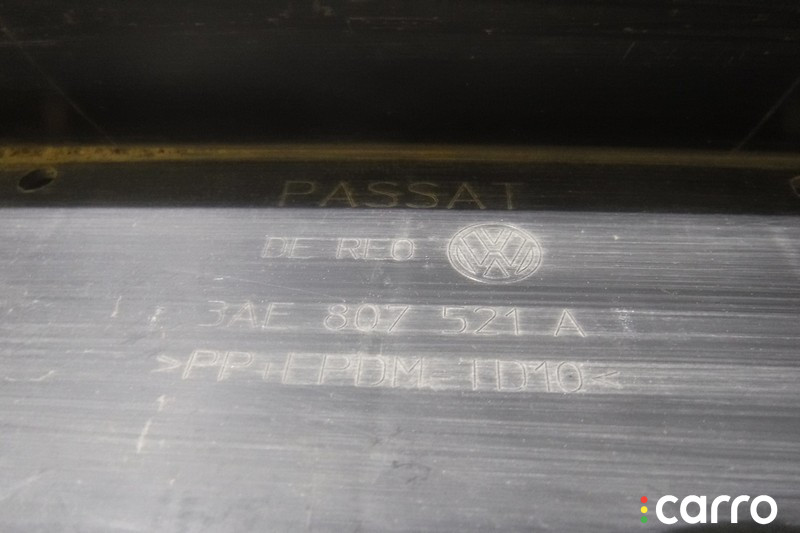 PASSAT
DE REO
3AE 807 521 A
>PP+EPDM-TD10<
carro